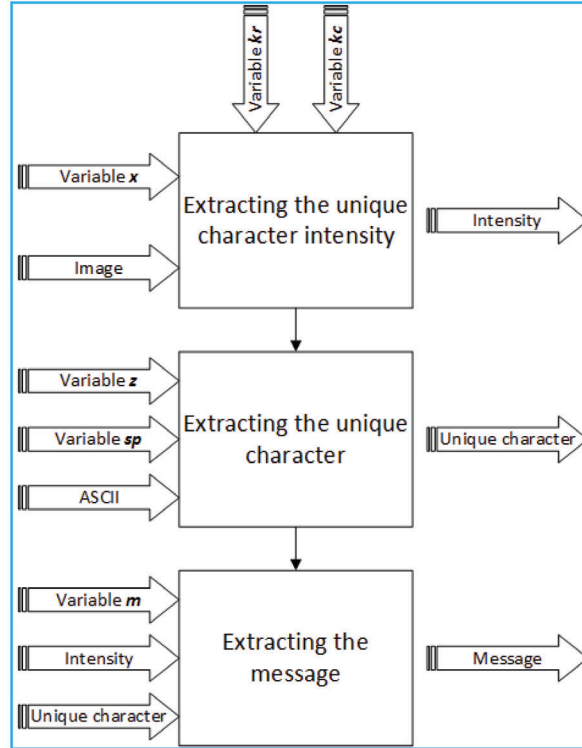 Variable kr
Variable kc
Variable x
Image
Extracting the unique
character intensity
Intensity
Variable z
Variable sp
ASCII
Extracting the unique
character
Unique character
Variable m
Intensity
Unique character
Extracting the
message
Message